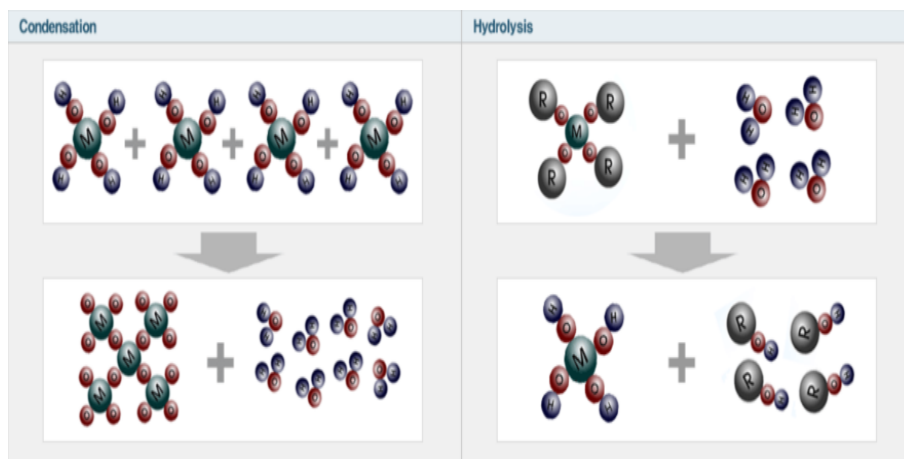 Condensation
H H H H H H H H
O O O O O O O O
M + M + M + M
O O O O O O O O
H H H H H H H H
O O O O
M M
O O O O
M +
O O O O
M M
O O O O
Hydrolysis
R R
O O
M +
O O
R R
H H
O O
H H
H H H H
O O
H H
O O
M +
O O
H H
R O H R O H
R O H R O H